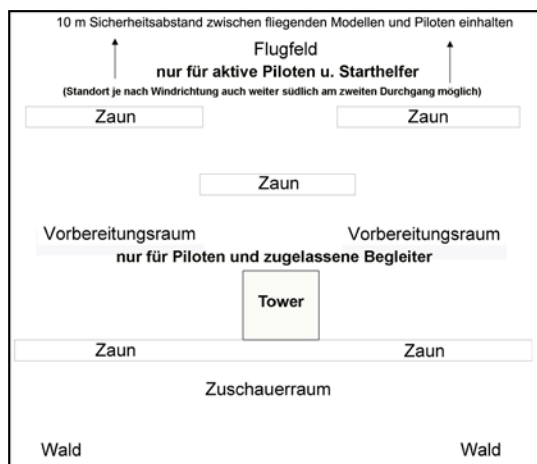 10 m Sicherheitsabstand zwischen fliegenden Modellen und Piloten einhalten
Flugfeld
nur für aktive Piloten u. Starthelfer
(Standort je nach Windrichtung auch weiter südlich am zweiten Durchgang möglich)
Zaun Zaun
Zaun
Vorbereitungsraum Vorbereitungsraum
nur für Piloten und zugelassene Begleiter
Tower
Zaun Zaun
Zuschauerraum
Wald Wald